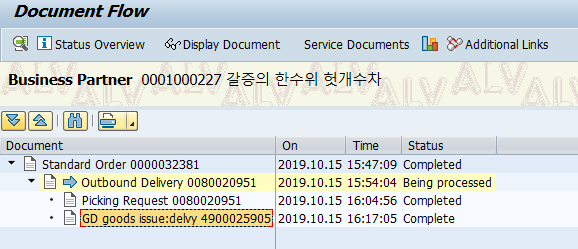 Document Flow
Status Overview Display Document Service Documents Additional Links
Business Partner 0001000227 갈증의 한수위 헛개수차
Document On Time Status
Standard Order 0000032381 2019.10.15 15:47:09 Completed
Outbound Delivery 0080020951 2019.10.15 15:54:04 Being processed
Picking Request 0080020951 2019.10.15 16:04:56 Completed
GD goods issue:delvy 4900025905 2019.10.15 16:17:05 Complete